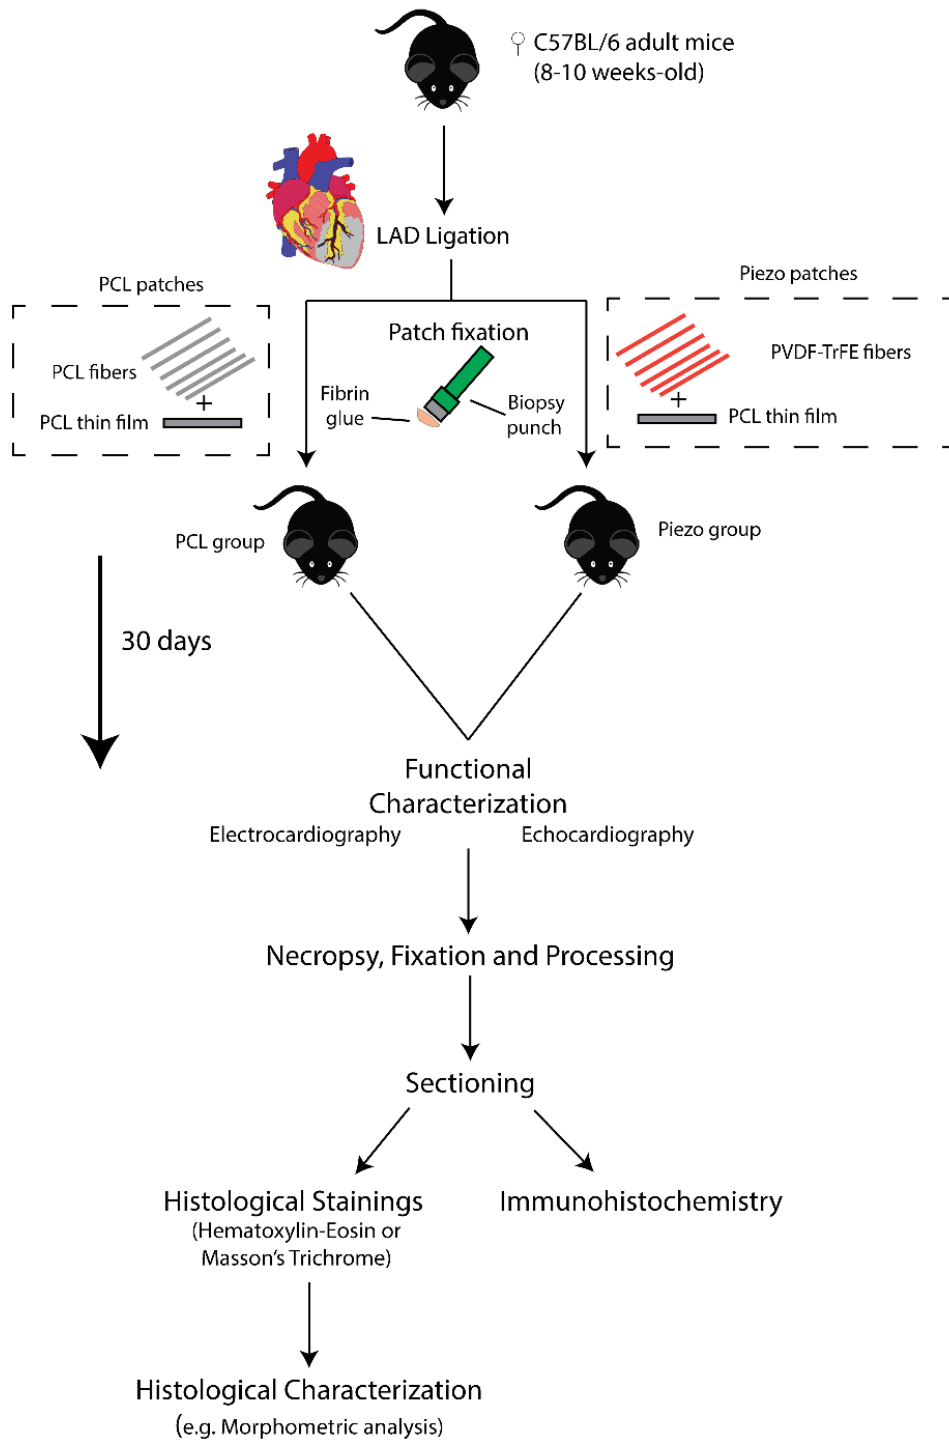 ♀ C57BL/6 adult mice
(8-10 weeks-old)
LAD Ligation
PCL patches
PCL fibers
+
PCL thin film
Patch fixation
Fibrin
glue
Biopsy
punch
Piezo patches
PVDF-TrFE fibers
+
PCL thin film
PCL group
Piezo group
30 days
Functional
Characterization
Electrocardiography
Echocardiography
Necropsy, Fixation and Processing
Sectioning
Histological Stainings
(Hematoxylin-Eosin or
Masson's Trichrome)
Immunohistochemistry
Histological Characterization
(e.g. Morphometric analysis)